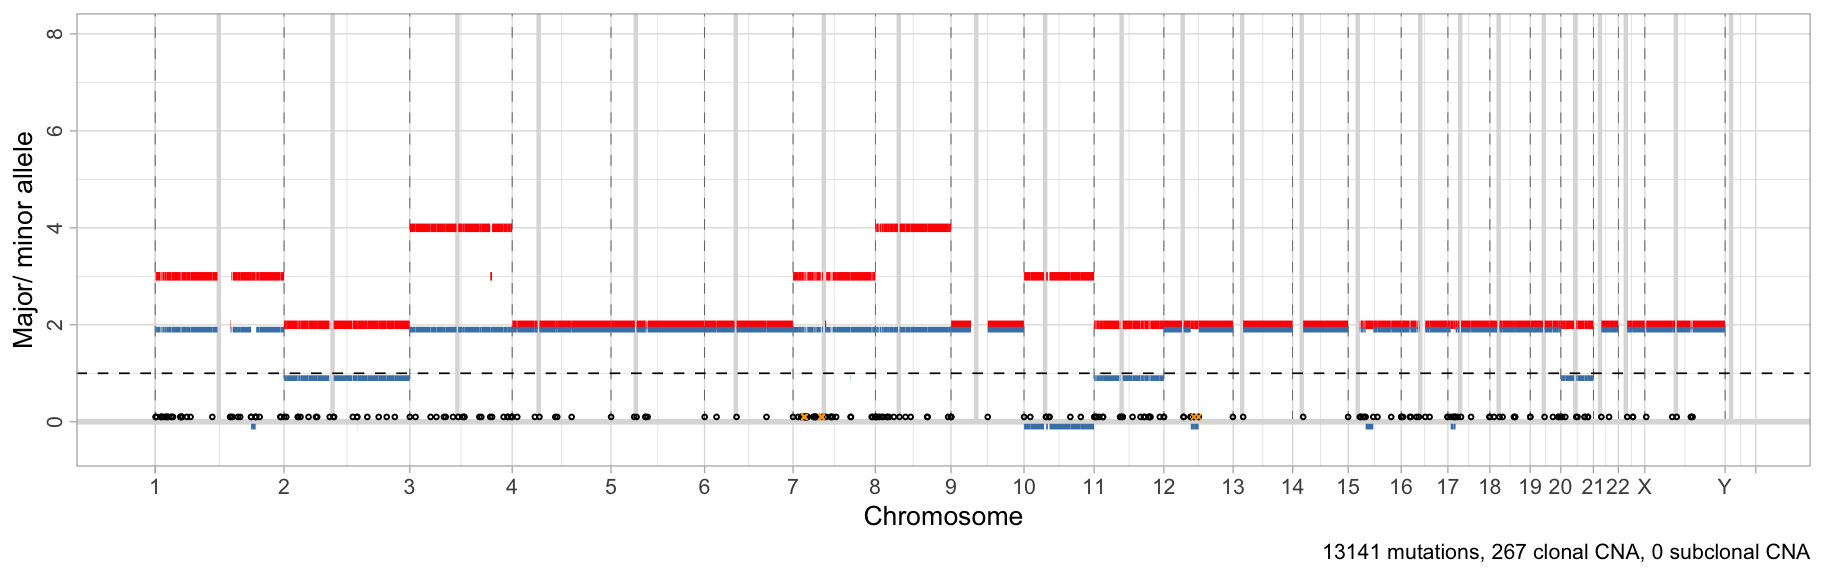 Major/ minor allele
8
6
4
2
0
1 2 3 4 5 6 7 8 9 10 11 12 13 14 15 16 17 18 19 20 21 22 X Y
Chromosome
13141 mutations, 267 clonal CNA, 0 subclonal CNA